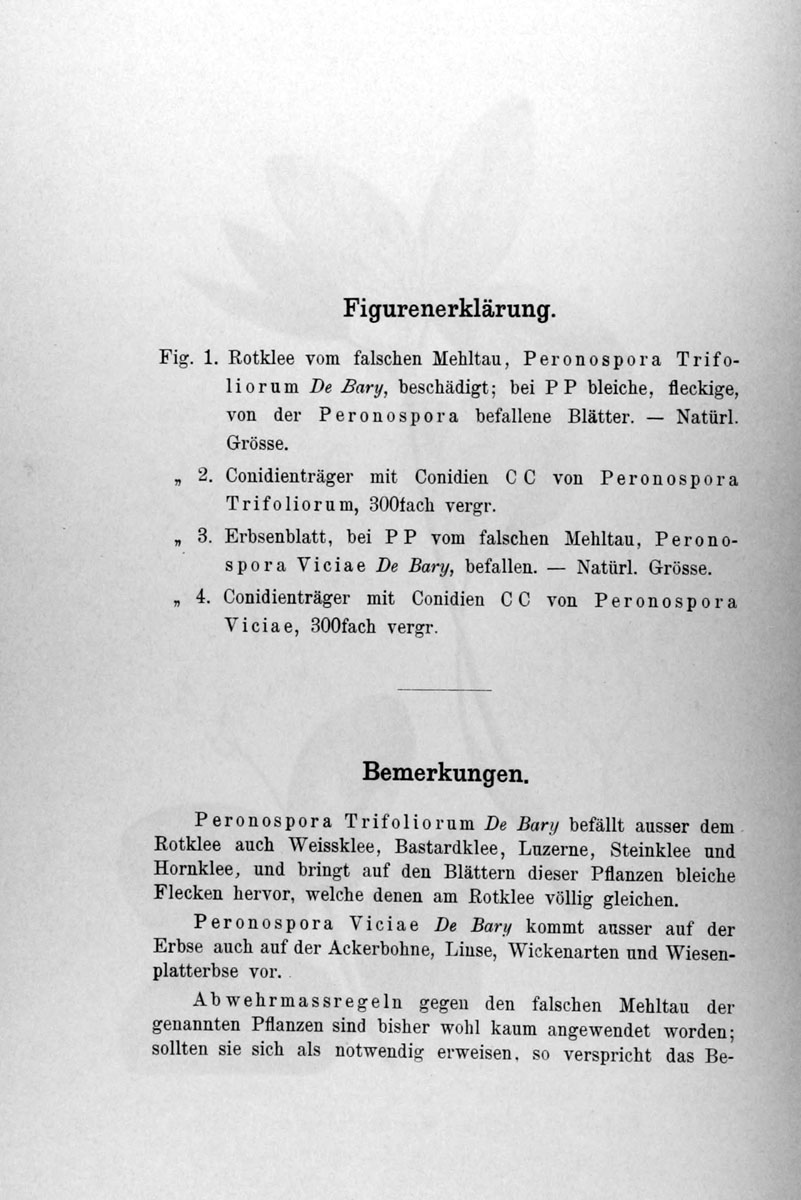 Figurenerklärung.
Fig. 1. Rotklee vom falschen Mehltau, Peronospora Trifo-
liorum De Bary, beschädigt; bei P P bleiche, fleckige,
von der Peronospora befallene Blätter. — Natürl.
Grösse.
„ 2. Conidienträger mit Conidien C C von Peronospora
Trifoliorum, 300fach vergr.
„ 3. Erbsenblatt, bei P P vom falschen Mehltau, Perono-
spora Viciae De Bary, befallen. — Natürl. Grösse.
„ 4. Conidienträger mit Conidien C C von Peronospora
Viciae, 300fach vergr.
Bemerkungen.
Peronospora Trifoliorum De Bary befällt ausser dem
Rotklee auch Weissklee, Bastardklee, Luzerne, Steinklee und
Hornklee, und bringt auf den Blättern dieser Pflanzen bleiche
Flecken hervor, welche denen am Rotklee völlig gleichen.
Peronospora Viciae De Bary kommt ausser auf der
Erbse auch auf der Ackerbohne, Linse, Wickenarten und Wiesen-
platterbse vor.
Abwehrmassregeln gegen den falschen Mehltau der
genannten Pflanzen sind bisher wohl kaum angewendet worden;
sollten sie sich als notwendig erweisen, so verspricht das Be-